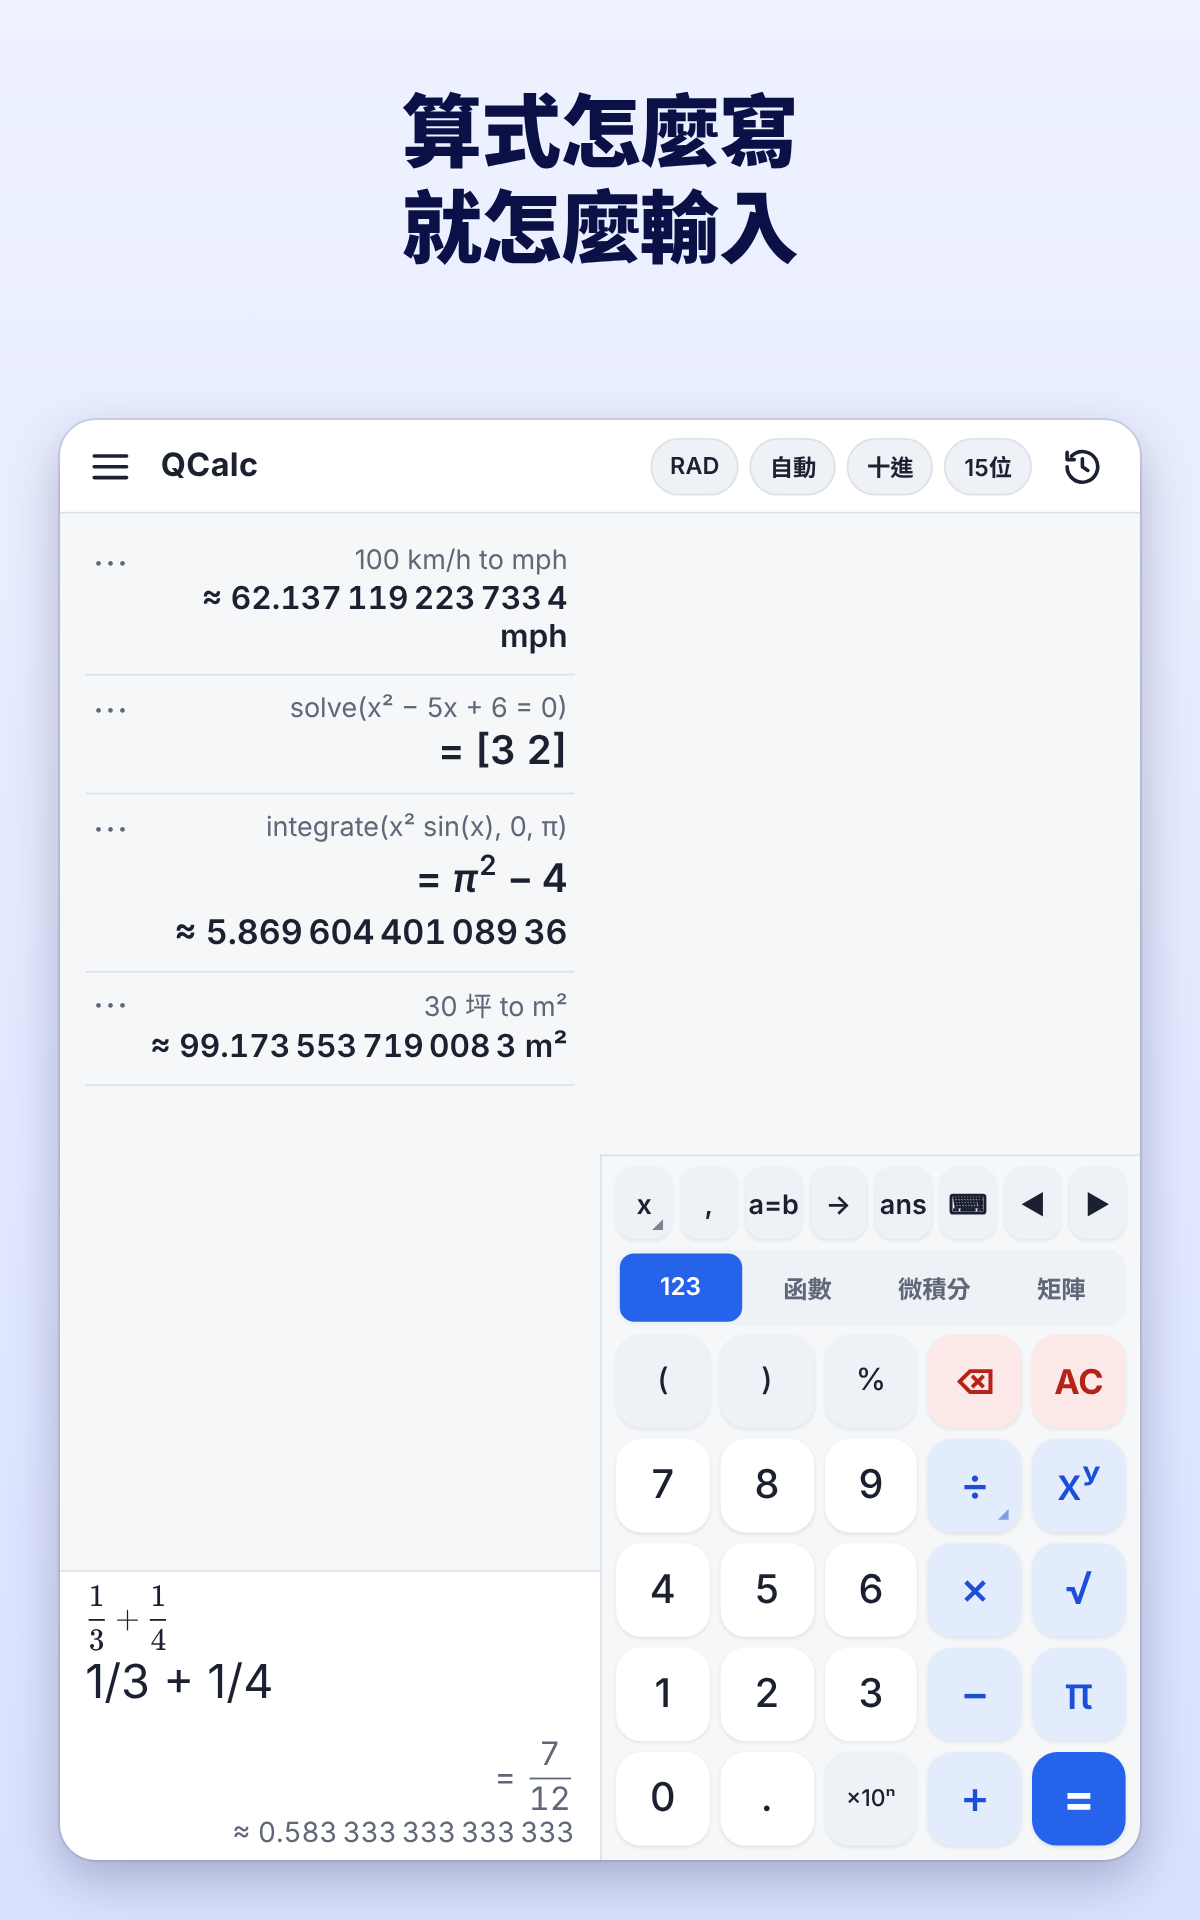 算式怎麼寫
就怎麼輸入
QCalc
RAD 自動 十進 15位
100 km/h to mph
≈ 62.137 119 223 733 4
mph
solve(x² − 5x + 6 = 0)
= [3 2]
integrate(x² sin(x), 0, π)
= π² − 4
≈ 5.869 604 401 089 36
30 坪 to m²
≈ 99.173 553 719 008 3 m²
1/3 + 1/4
1/3 + 1/4
= 7/12
≈ 0.583 333 333 333 333
x , a=b → ans ⌨ ◀ ▶
123 函數 微積分 矩陣
( ) % ⌫ AC
7 8 9 ÷ xʸ
4 5 6 × √
1 2 3 − π
0 . ×10ⁿ + =